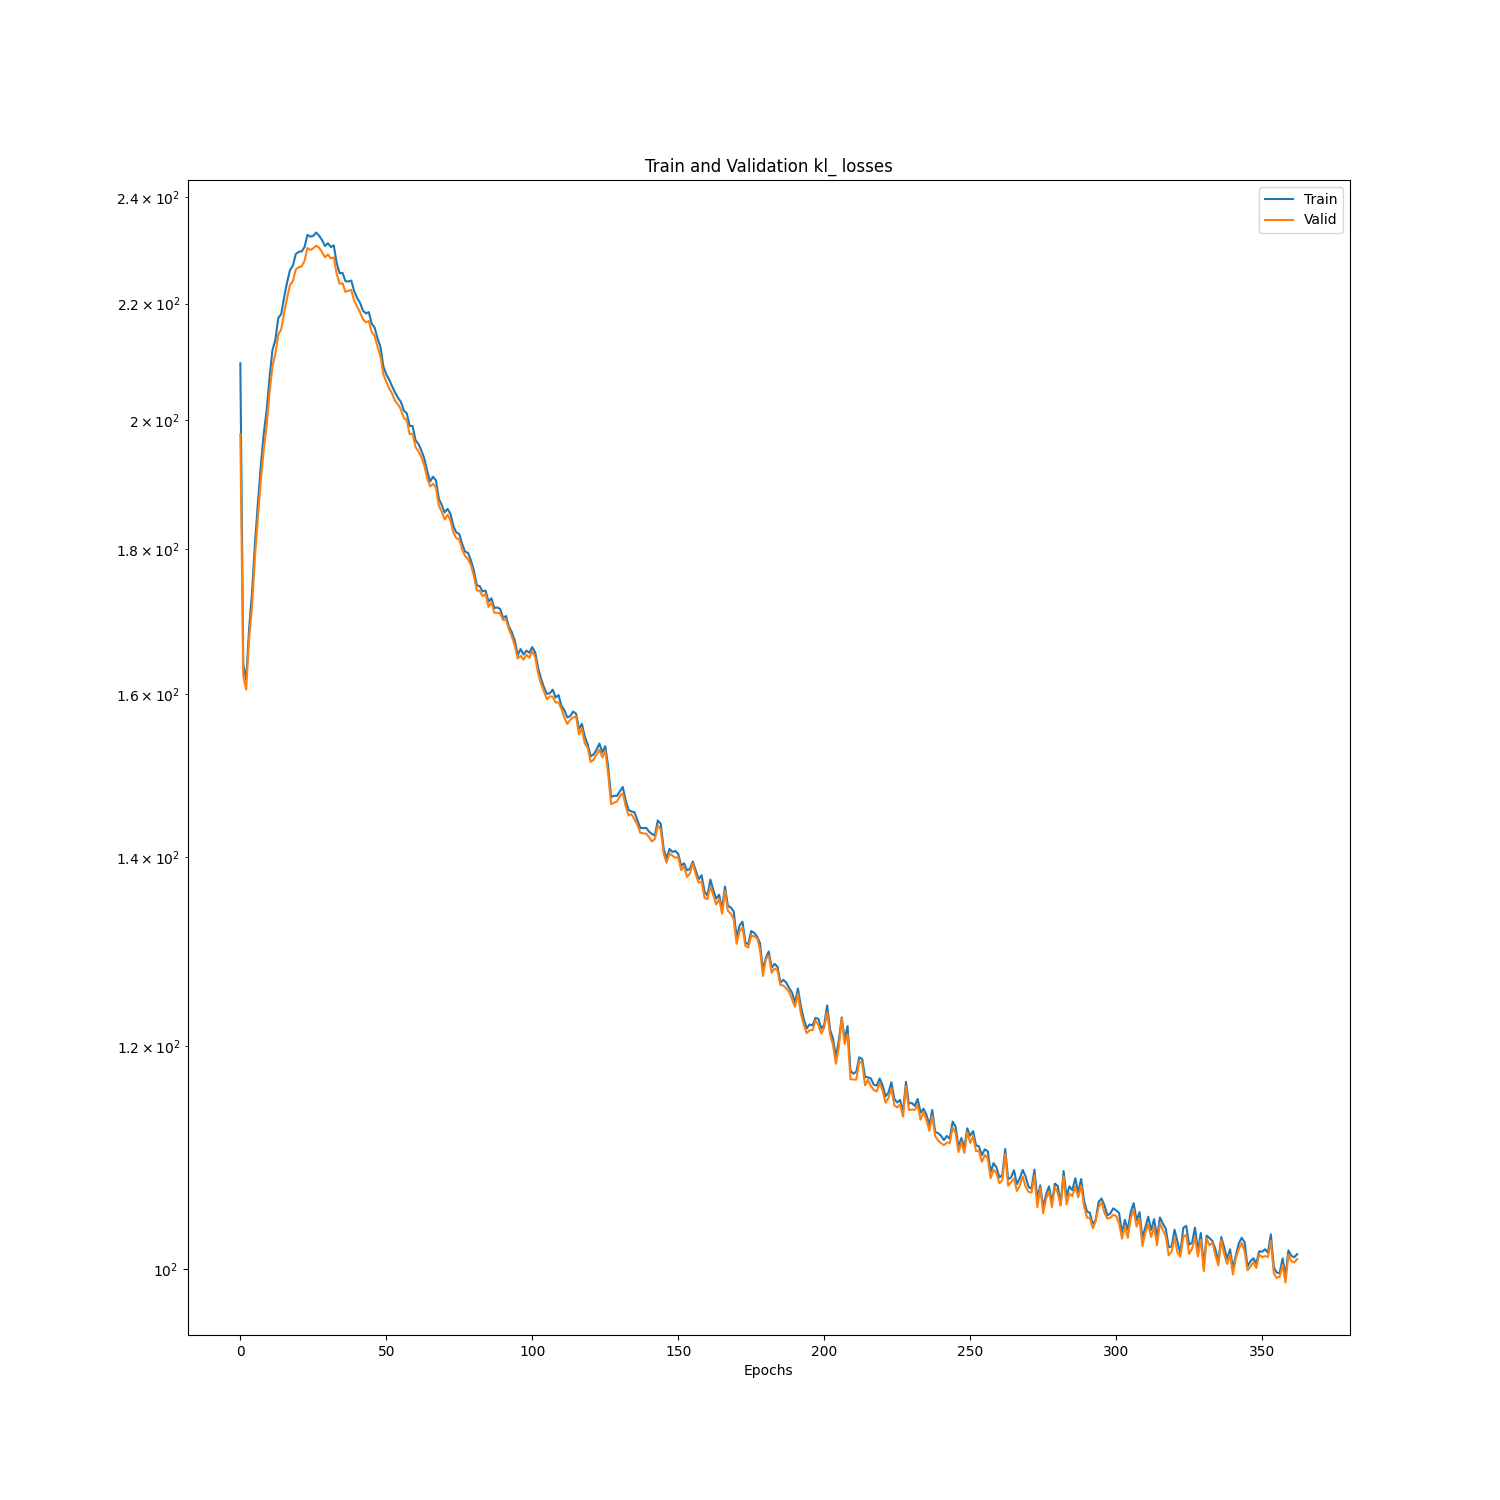 Train and Validation kl_ losses
Train
Valid
2.4 × 10²
2.2 × 10²
2 × 10²
1.8 × 10²
1.6 × 10²
1.4 × 10²
1.2 × 10²
10²
0 50 100 150 200 250 300 350
Epochs